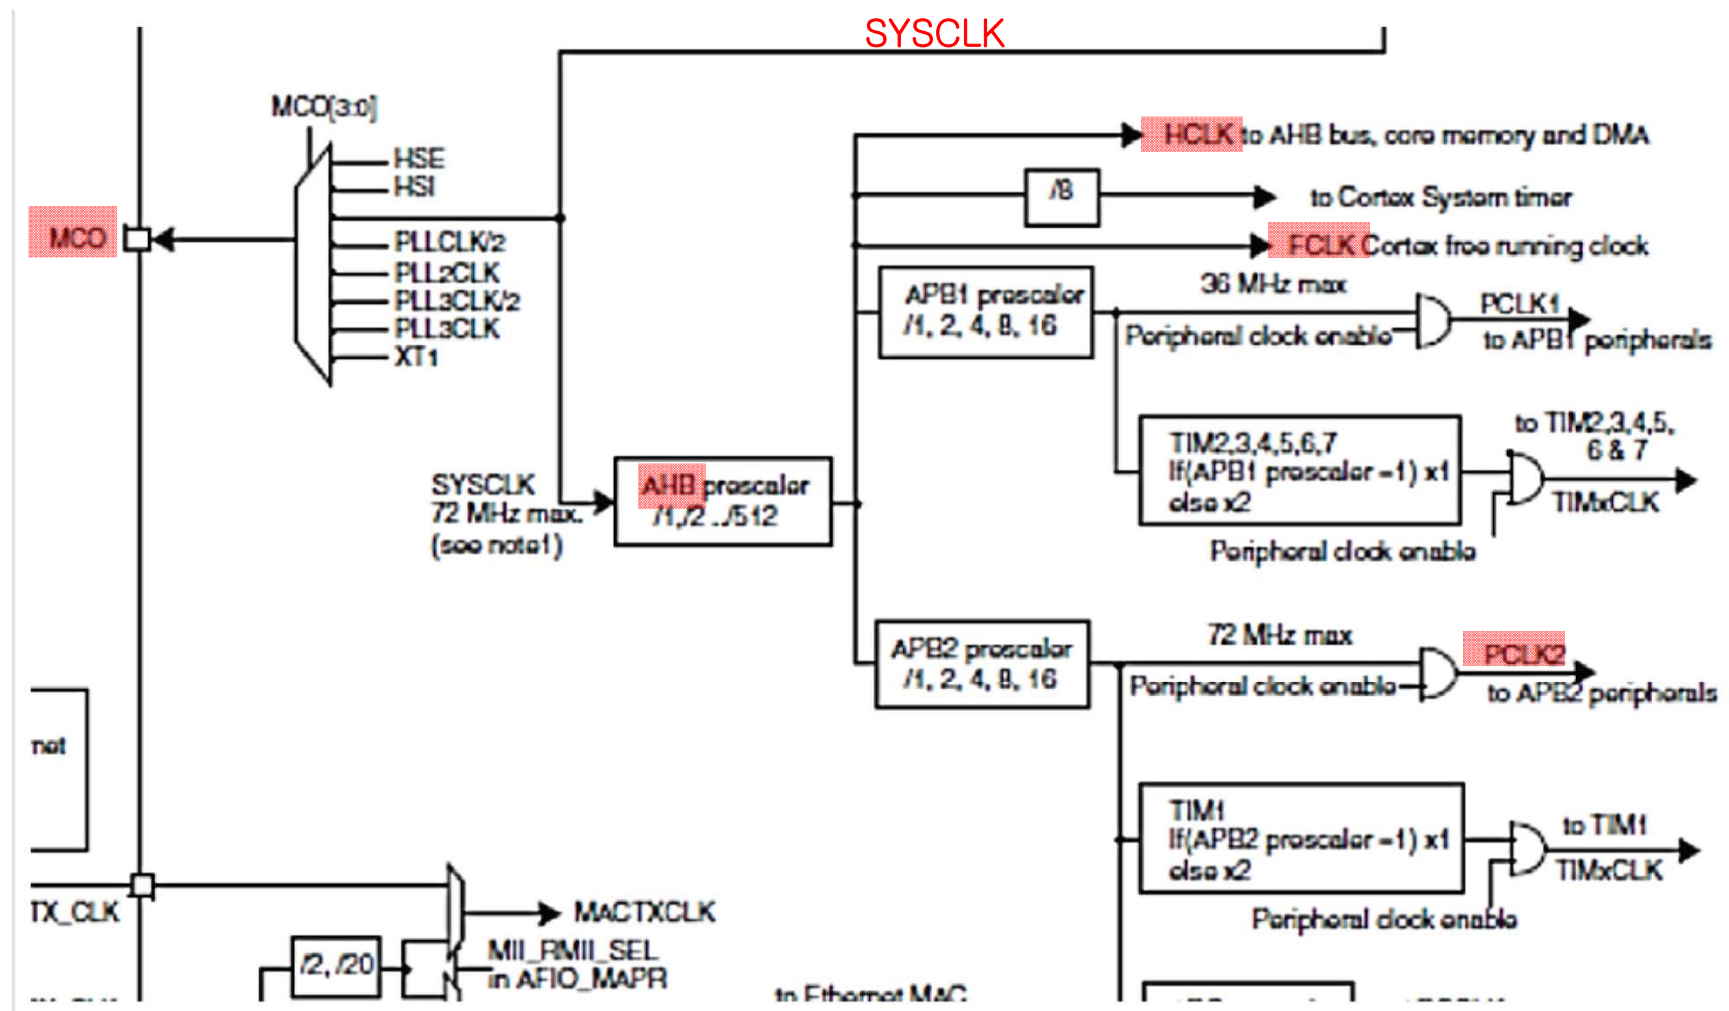 SYSCLK
MCO[3:0]
HSE
HSI
MCO
PLLCLK/2
PLL2CLK
PLL3CLK/2
PLL3CLK
XT1
HCLK to AHB bus, core memory and DMA
/8
to Cortex System timer
FCLK Cortex free running clock
APB1 prescaler
/1, 2, 4, 8, 16
36 MHz max
Peripheral clock enable
PCLK1
to APB1 peripherals
TIM2,3,4,5,6,7
If(APB1 prescaler =1) x1
else x2
to TIM2,3,4,5,
6 & 7
TIMxCLK
Peripheral clock enable
SYSCLK
72 MHz max.
(see note1)
AHB prescaler
/1,/2 ../512
APB2 prescaler
/1, 2, 4, 8, 16
72 MHz max
Peripheral clock enable
PCLK2
to APB2 peripherals
TIM1
If(APB2 prescaler =1) x1
else x2
to TIM1
TIMxCLK
Peripheral clock enable
net
TX_CLK
MACTXCLK
/2, /20
MII_RMII_SEL
in AFIO_MAPR
to Ethernet MAC